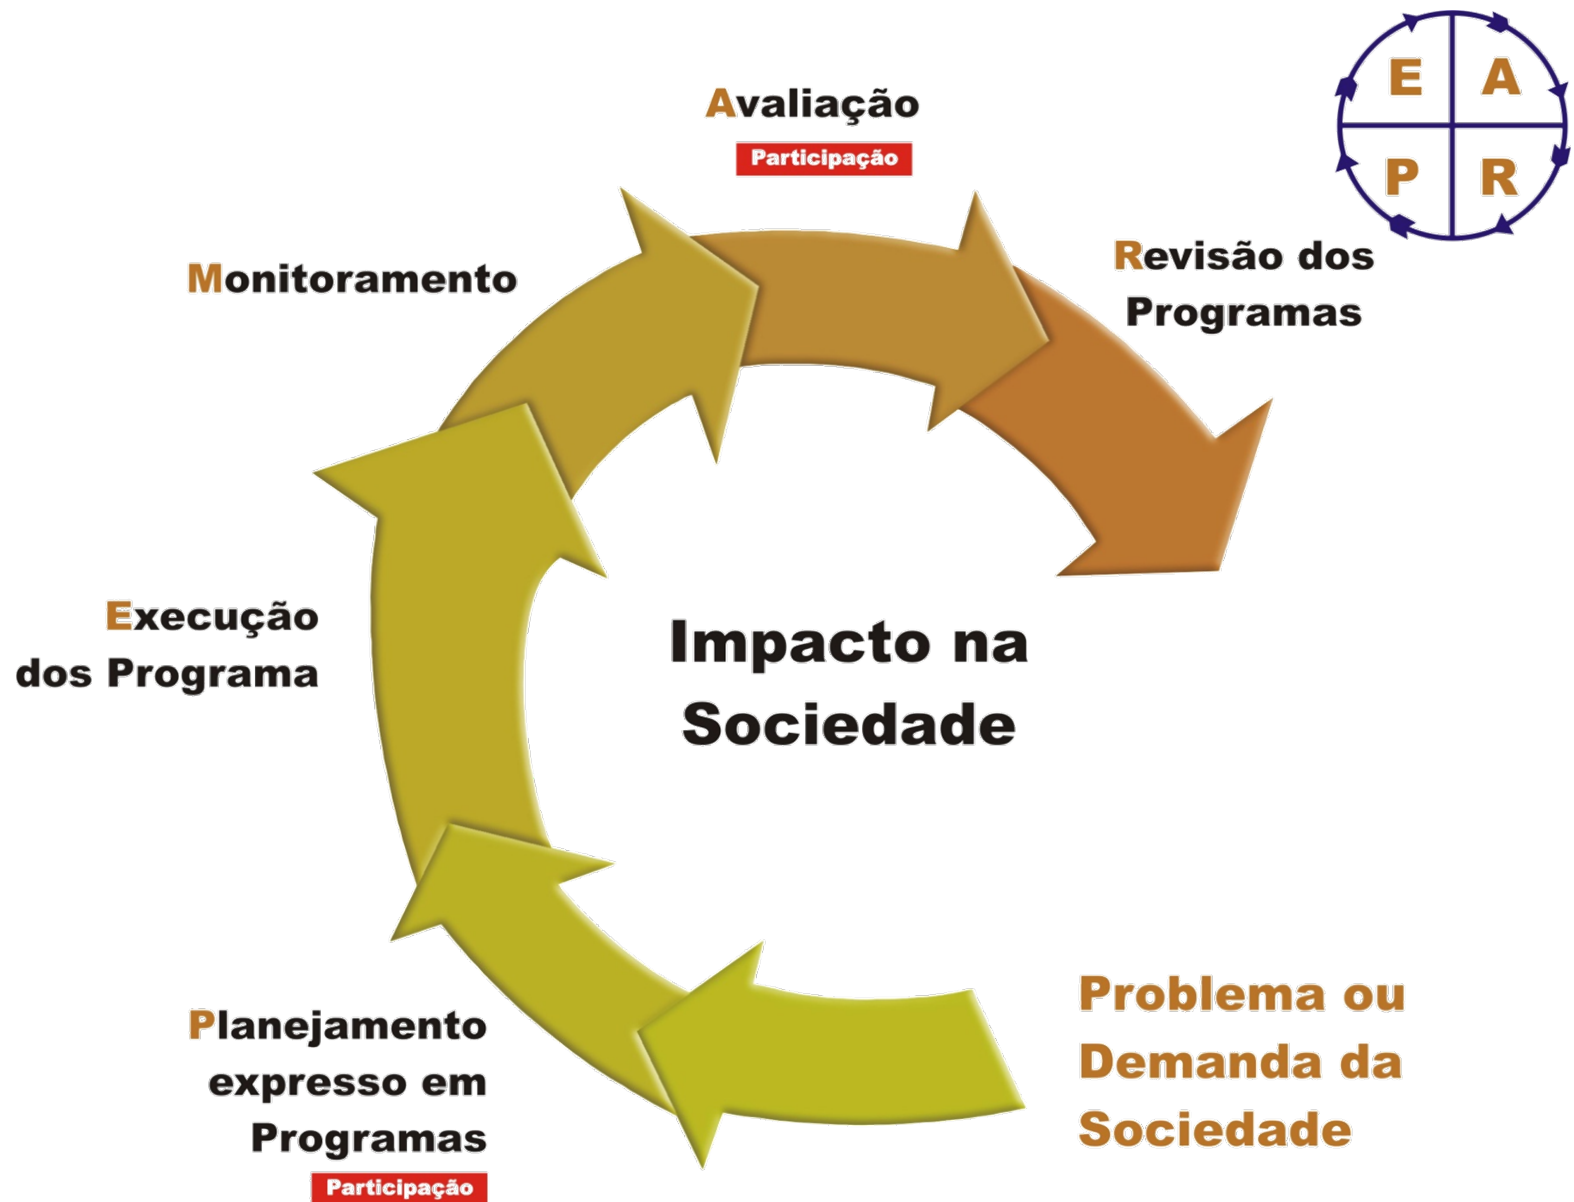 E A
P R
Avaliação
Participação
Monitoramento
Revisão dos
Programas
Execução
dos Programa
Impacto na
Sociedade
Planejamento
expresso em
Programas
Participação
Problema ou
Demanda da
Sociedade